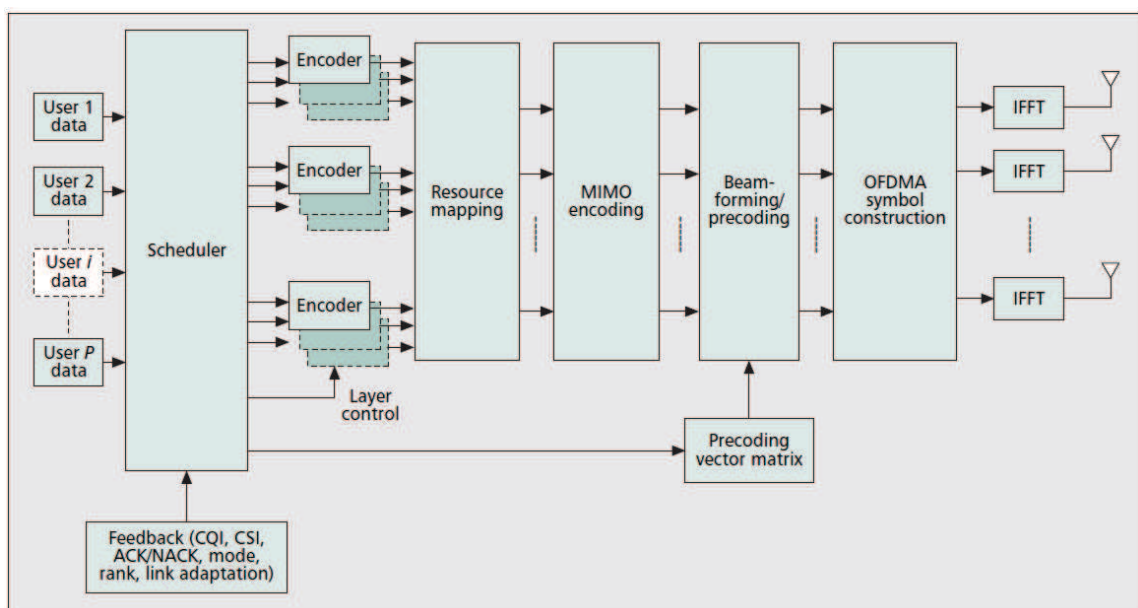 User 1
data
User 2
data
User i
data
User P
data
Scheduler
Feedback (CQI, CSI,
ACK/NACK, mode,
rank, link adaptation)
Encoder
Encoder
Encoder
Layer
control
Resource
mapping
MIMO
encoding
Beam-
forming/
precoding
Precoding
vector matrix
OFDMA
symbol
construction
IFFT
IFFT
IFFT